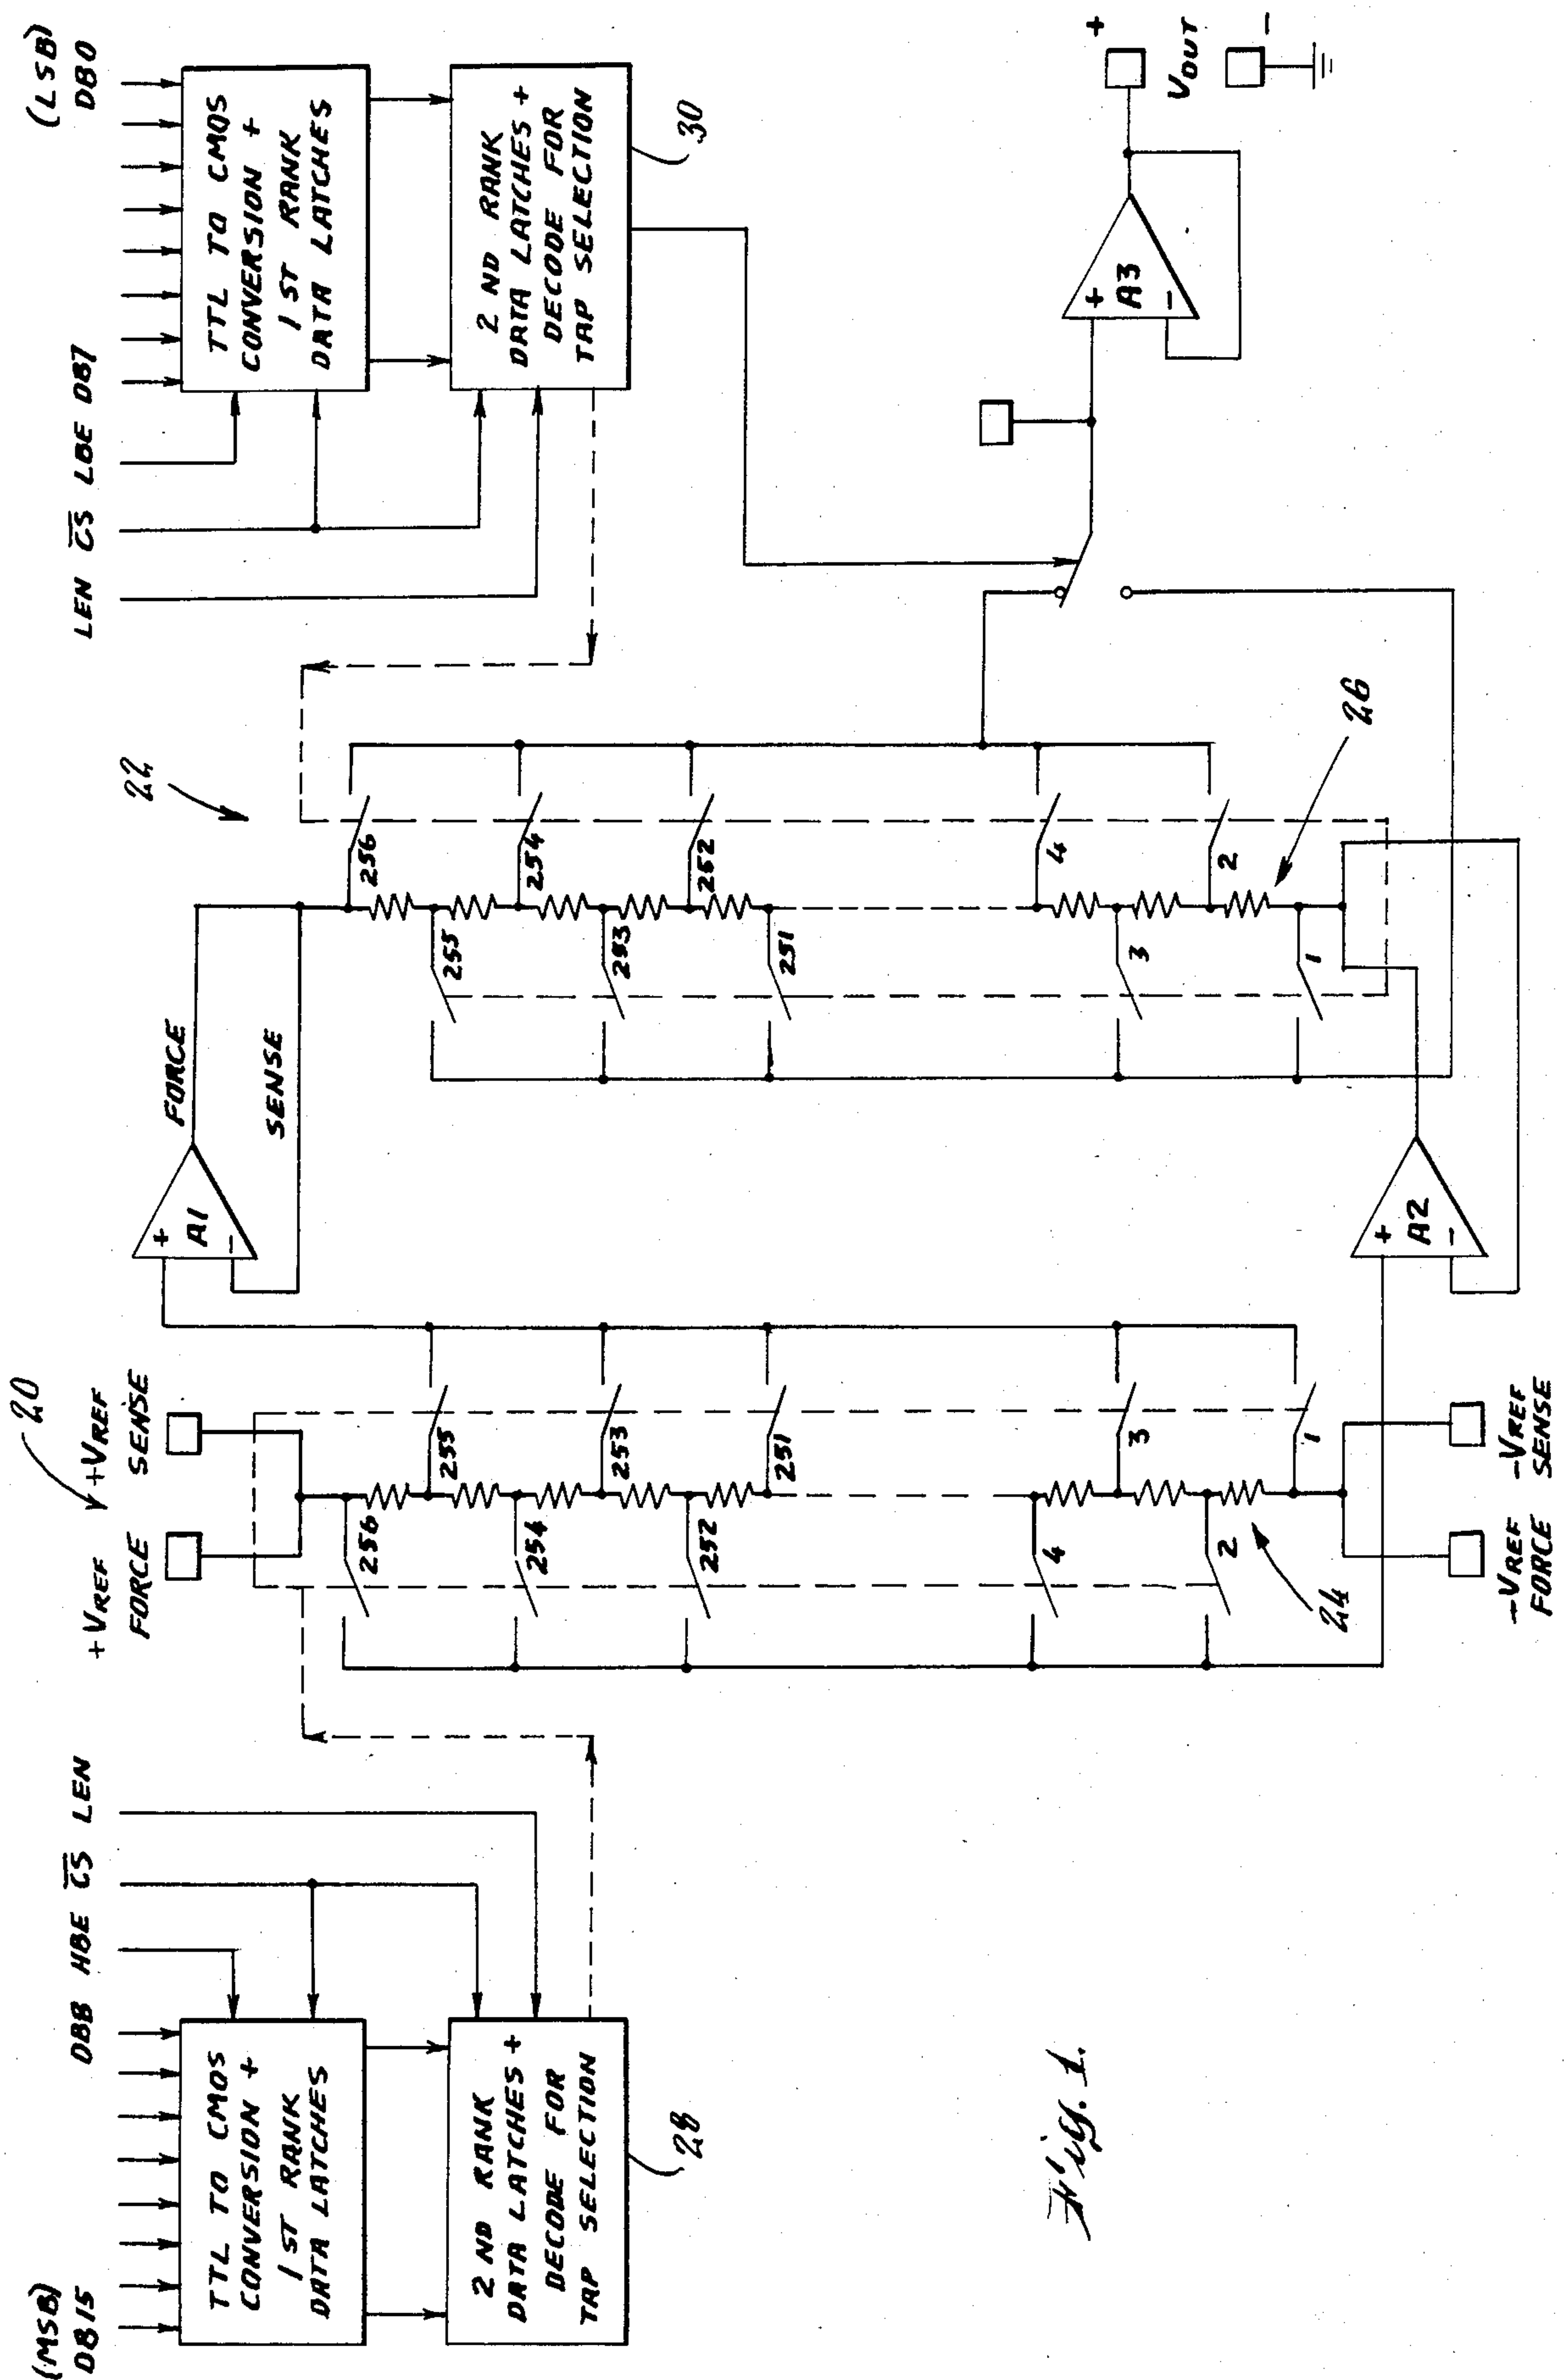 (MSB)
DB15
DBB
HBE
CS
LEN
TTL TO CMOS
CONVERSION +
1 ST RANK
DATA LATCHES
2 ND RANK
DATA LATCHES +
DECODE FOR
TAP SELECTION
28
20
+VREF
FORCE
+VREF
SENSE
256
255
254
253
252
251
4
3
2
1
24
-VREF
FORCE
-VREF
SENSE
+
A1
-
FORCE
SENSE
+
A2
-
22
256
255
254
253
252
251
4
3
2
1
26
LEN
CS
LBE
DB7
(LSB)
DB0
TTL TO CMOS
CONVERSION +
1 ST RANK
DATA LATCHES
2 ND RANK
DATA LATCHES +
DECODE FOR
TAP SELECTION
30
+
A3
-
+
VOUT
-
Fig. 1.